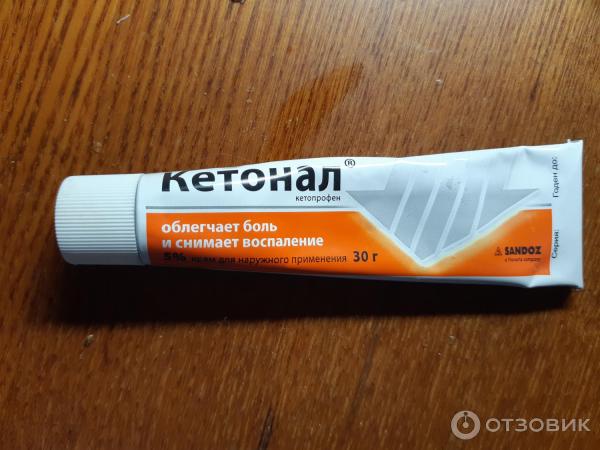 Кетонал®
кетопрофен
облегчает боль
и снимает воспаление
5% крем для наружного применения 30 г
SANDOZ
a Novartis company
Годен до:
Серия:
ОТЗОВИК